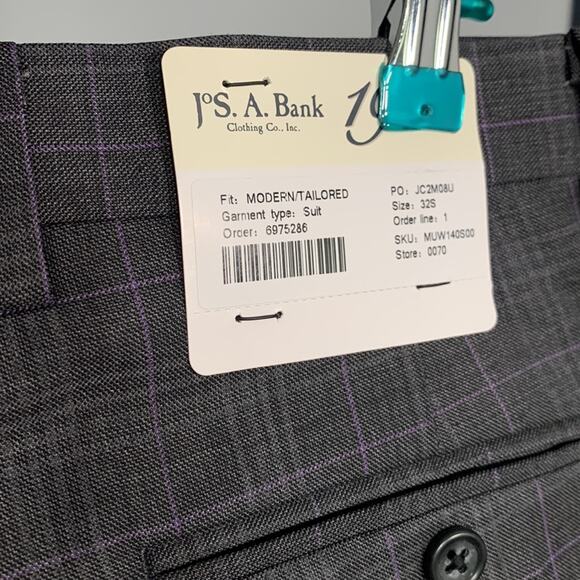 JoS. A. Bank
Clothing Co., Inc.
19
Fit: MODERN/TAILORED
Garment type: Suit
Order: 6975286
PO: JC2M08U
Size: 32S
Order line: 1
SKU: MUW140S00
Store: 0070